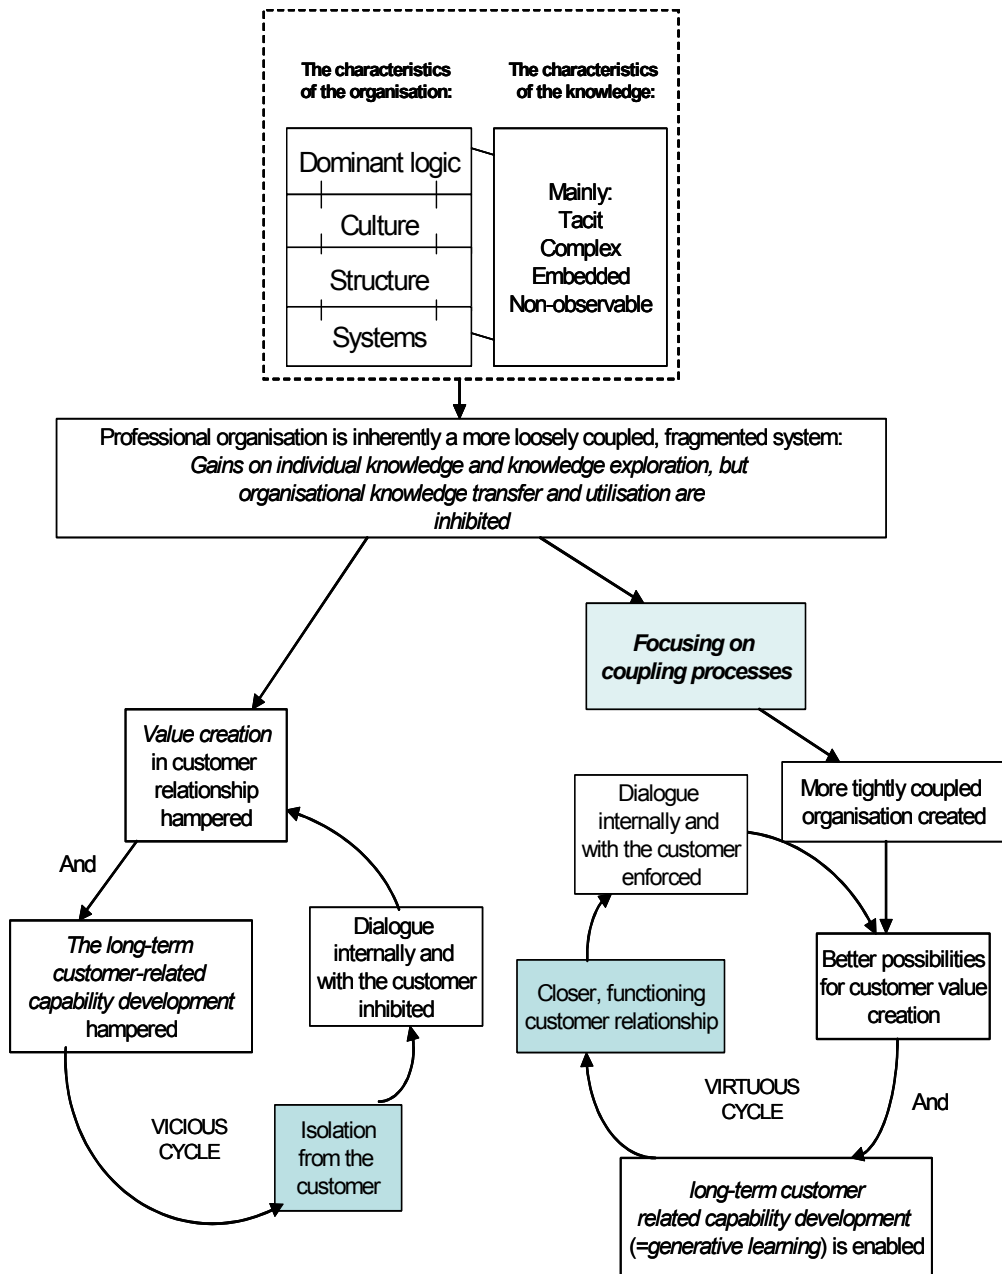 The characteristics
of the organisation:
The characteristics
of the knowledge:
Dominant logic
Culture
Structure
Systems
Mainly:
Tacit
Complex
Embedded
Non-observable
Professional organisation is inherently a more loosely coupled, fragmented system:
Gains on individual knowledge and knowledge exploration, but
organisational knowledge transfer and utilisation are
inhibited
Focusing on
coupling processes
Value creation
in customer
relationship
hampered
And
The long-term
customer-related
capability development
hampered
VICIOUS
CYCLE
Isolation
from the
customer
Dialogue
internally and
with the customer
inhibited
More tightly coupled
organisation created
Dialogue
internally and
with the customer
enforced
Better possibilities
for customer value
creation
Closer, functioning
customer relationship
VIRTUOUS
CYCLE
And
long-term customer
related capability development
(=generative learning) is enabled